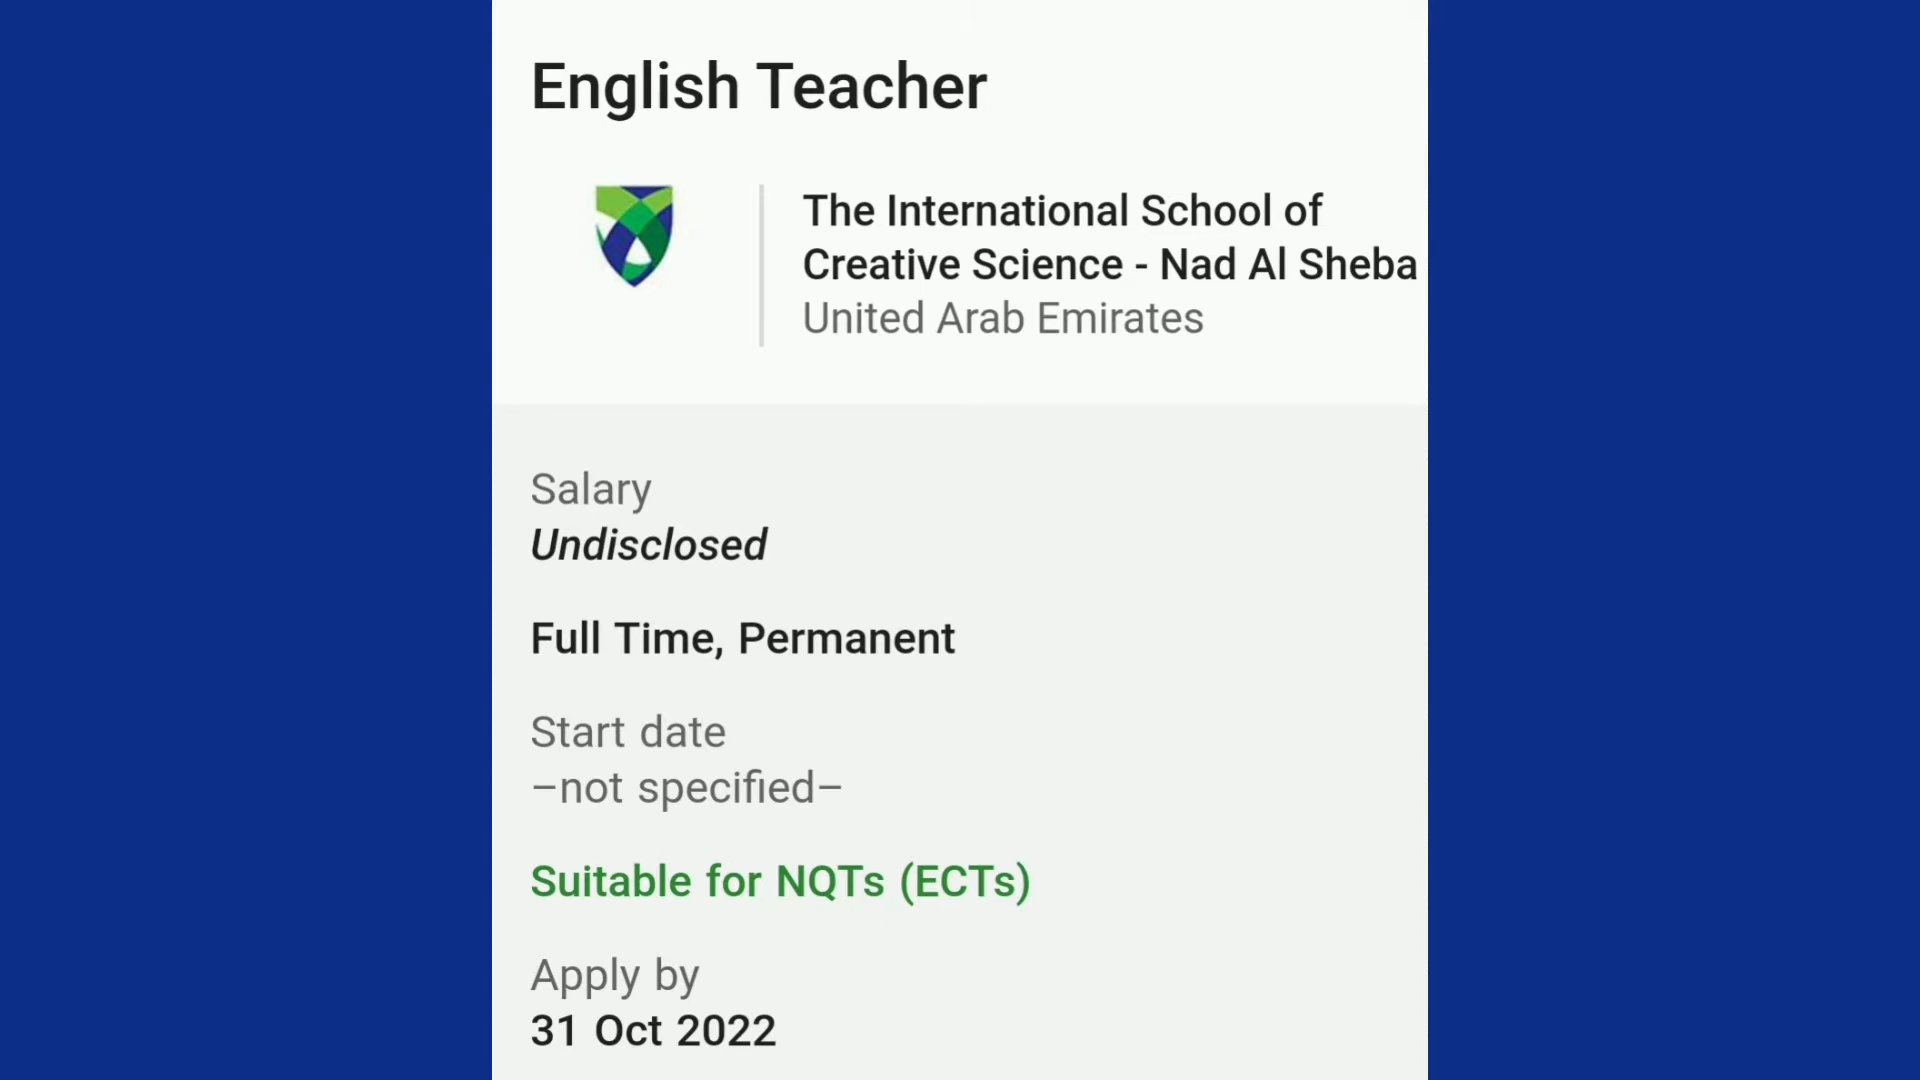 English Teacher
The International School of
Creative Science - Nad Al Sheba
United Arab Emirates
Salary
Undisclosed
Full Time, Permanent
Start date
–not specified–
Suitable for NQTs (ECTs)
Apply by
31 Oct 2022